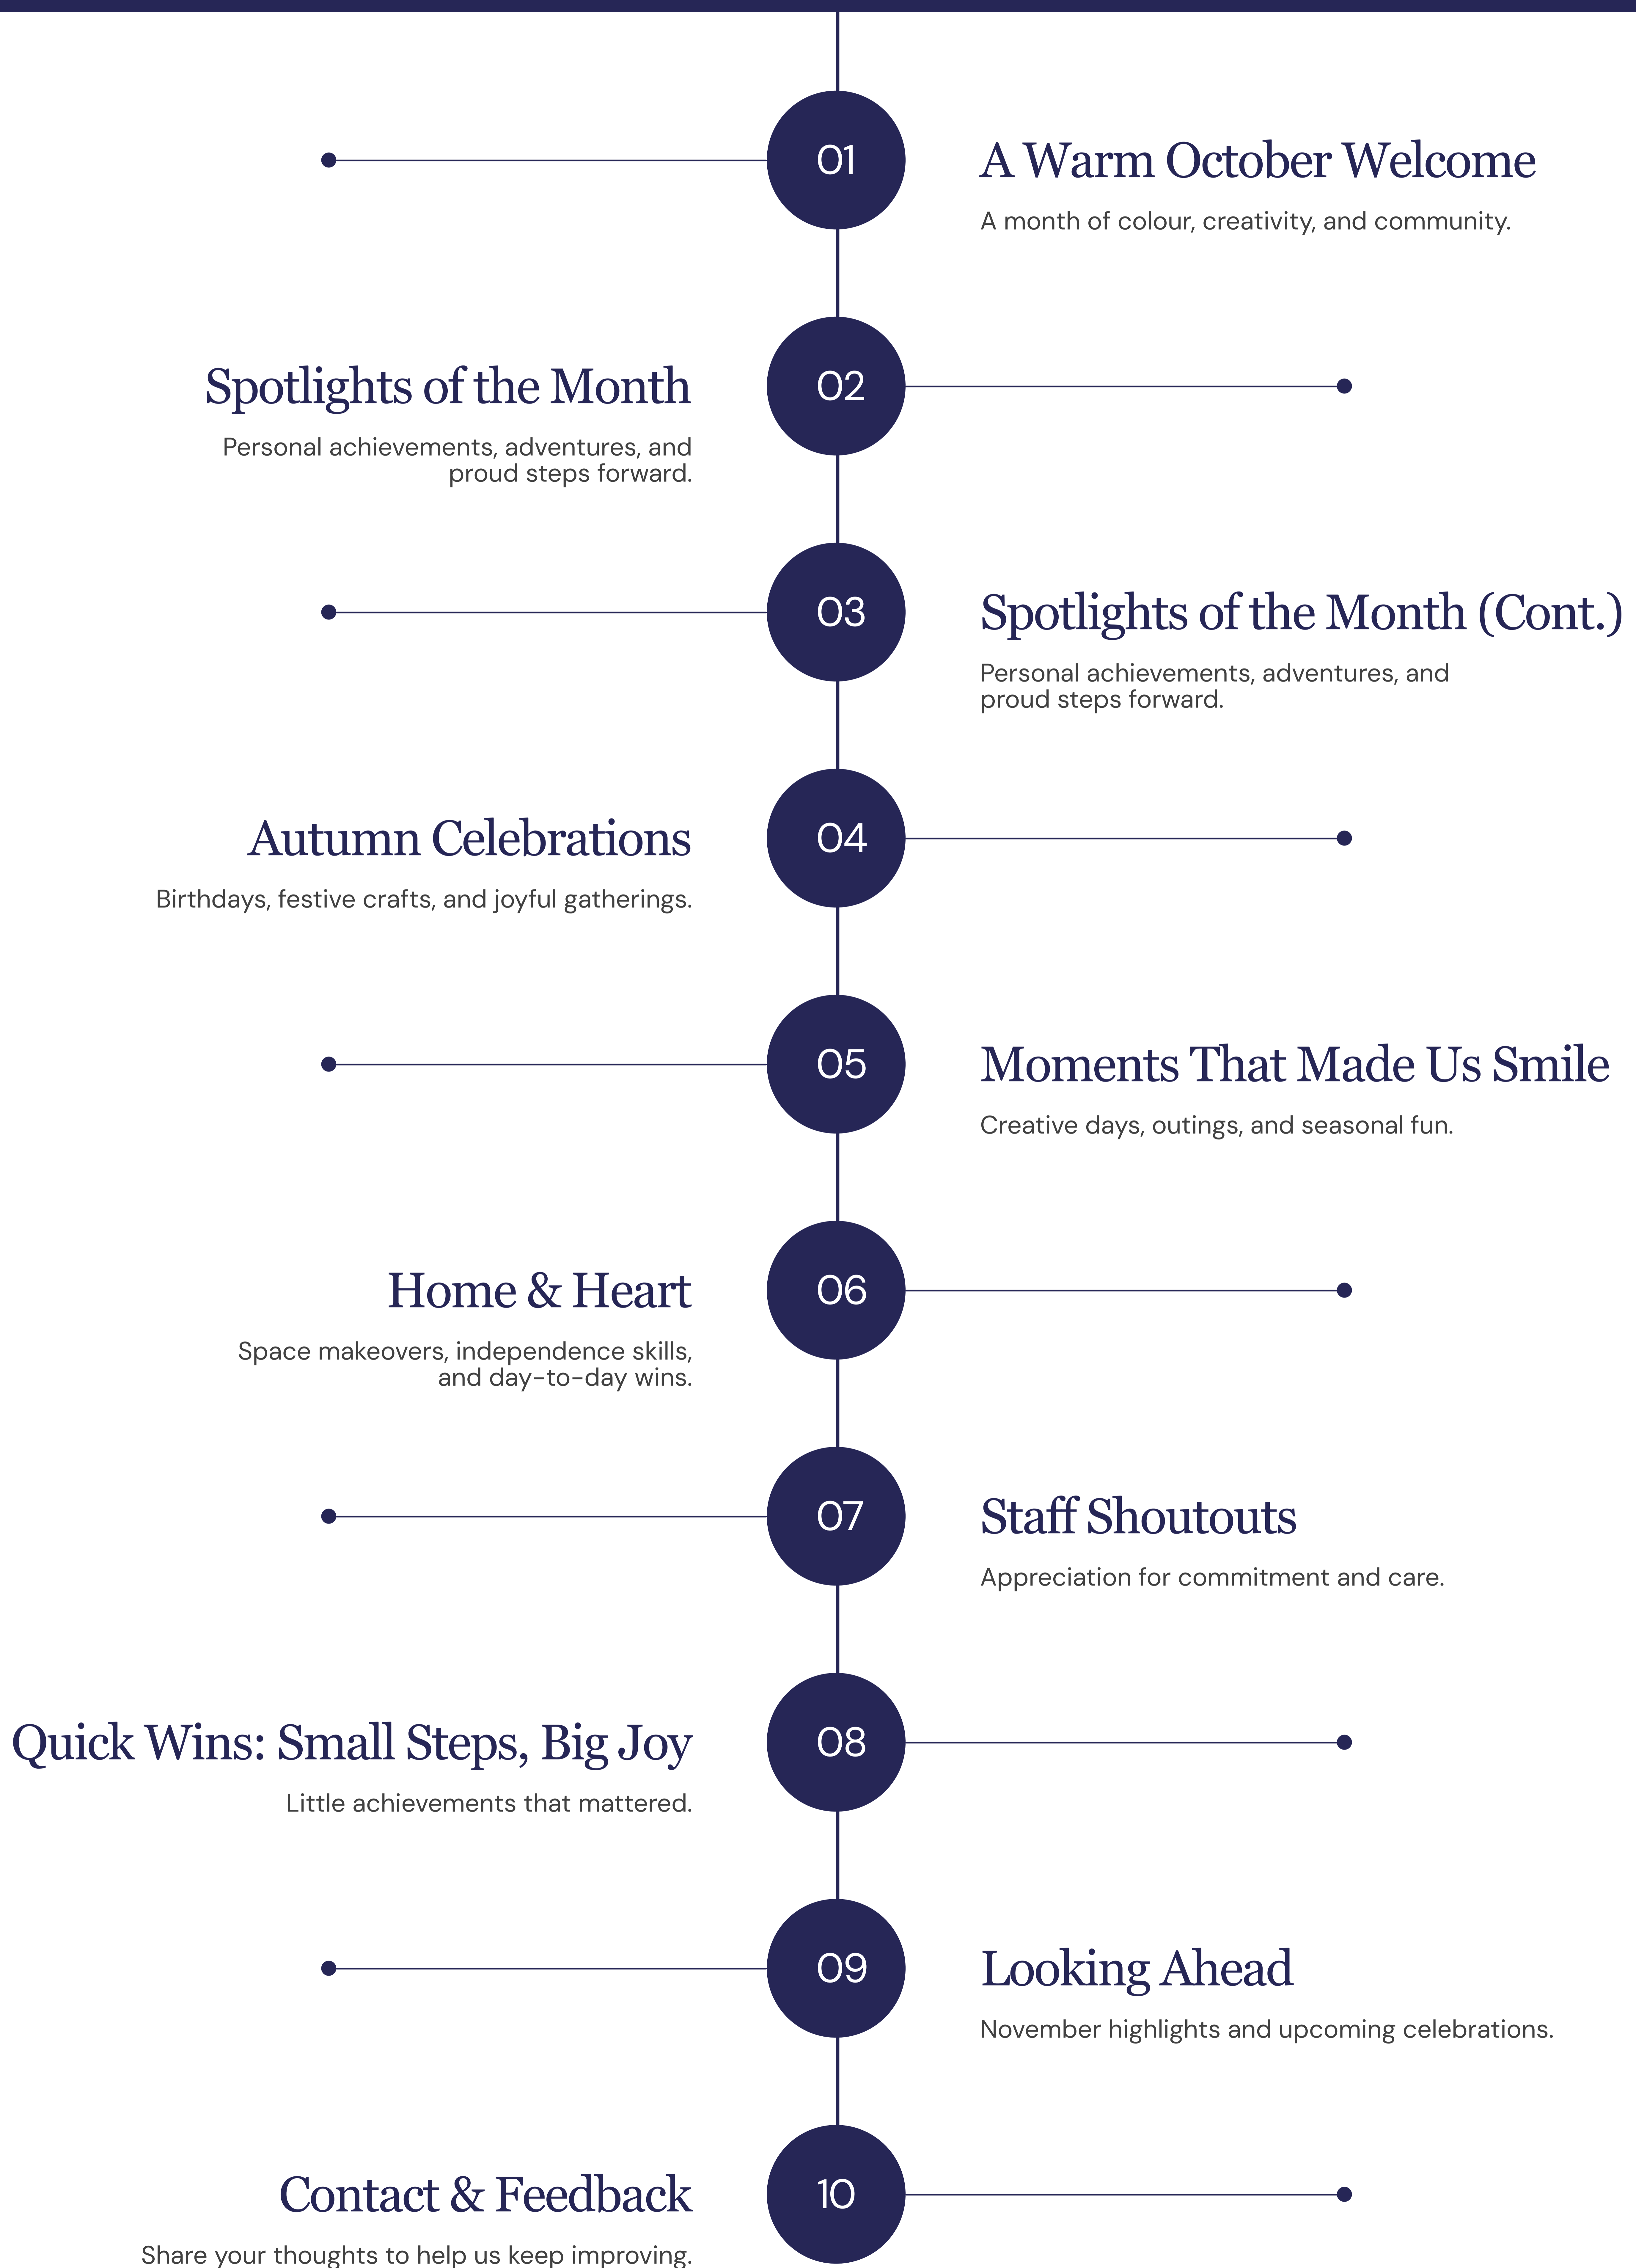 01
A Warm October Welcome
A month of colour, creativity, and community.
02
Spotlights of the Month
Personal achievements, adventures, and
proud steps forward.
03
Spotlights of the Month (Cont.)
Personal achievements, adventures, and
proud steps forward.
04
Autumn Celebrations
Birthdays, festive crafts, and joyful gatherings.
05
Moments That Made Us Smile
Creative days, outings, and seasonal fun.
06
Home & Heart
Space makeovers, independence skills,
and day-to-day wins.
07
Staff Shoutouts
Appreciation for commitment and care.
08
Quick Wins: Small Steps, Big Joy
Little achievements that mattered.
09
Looking Ahead
November highlights and upcoming celebrations.
10
Contact & Feedback
Share your thoughts to help us keep improving.